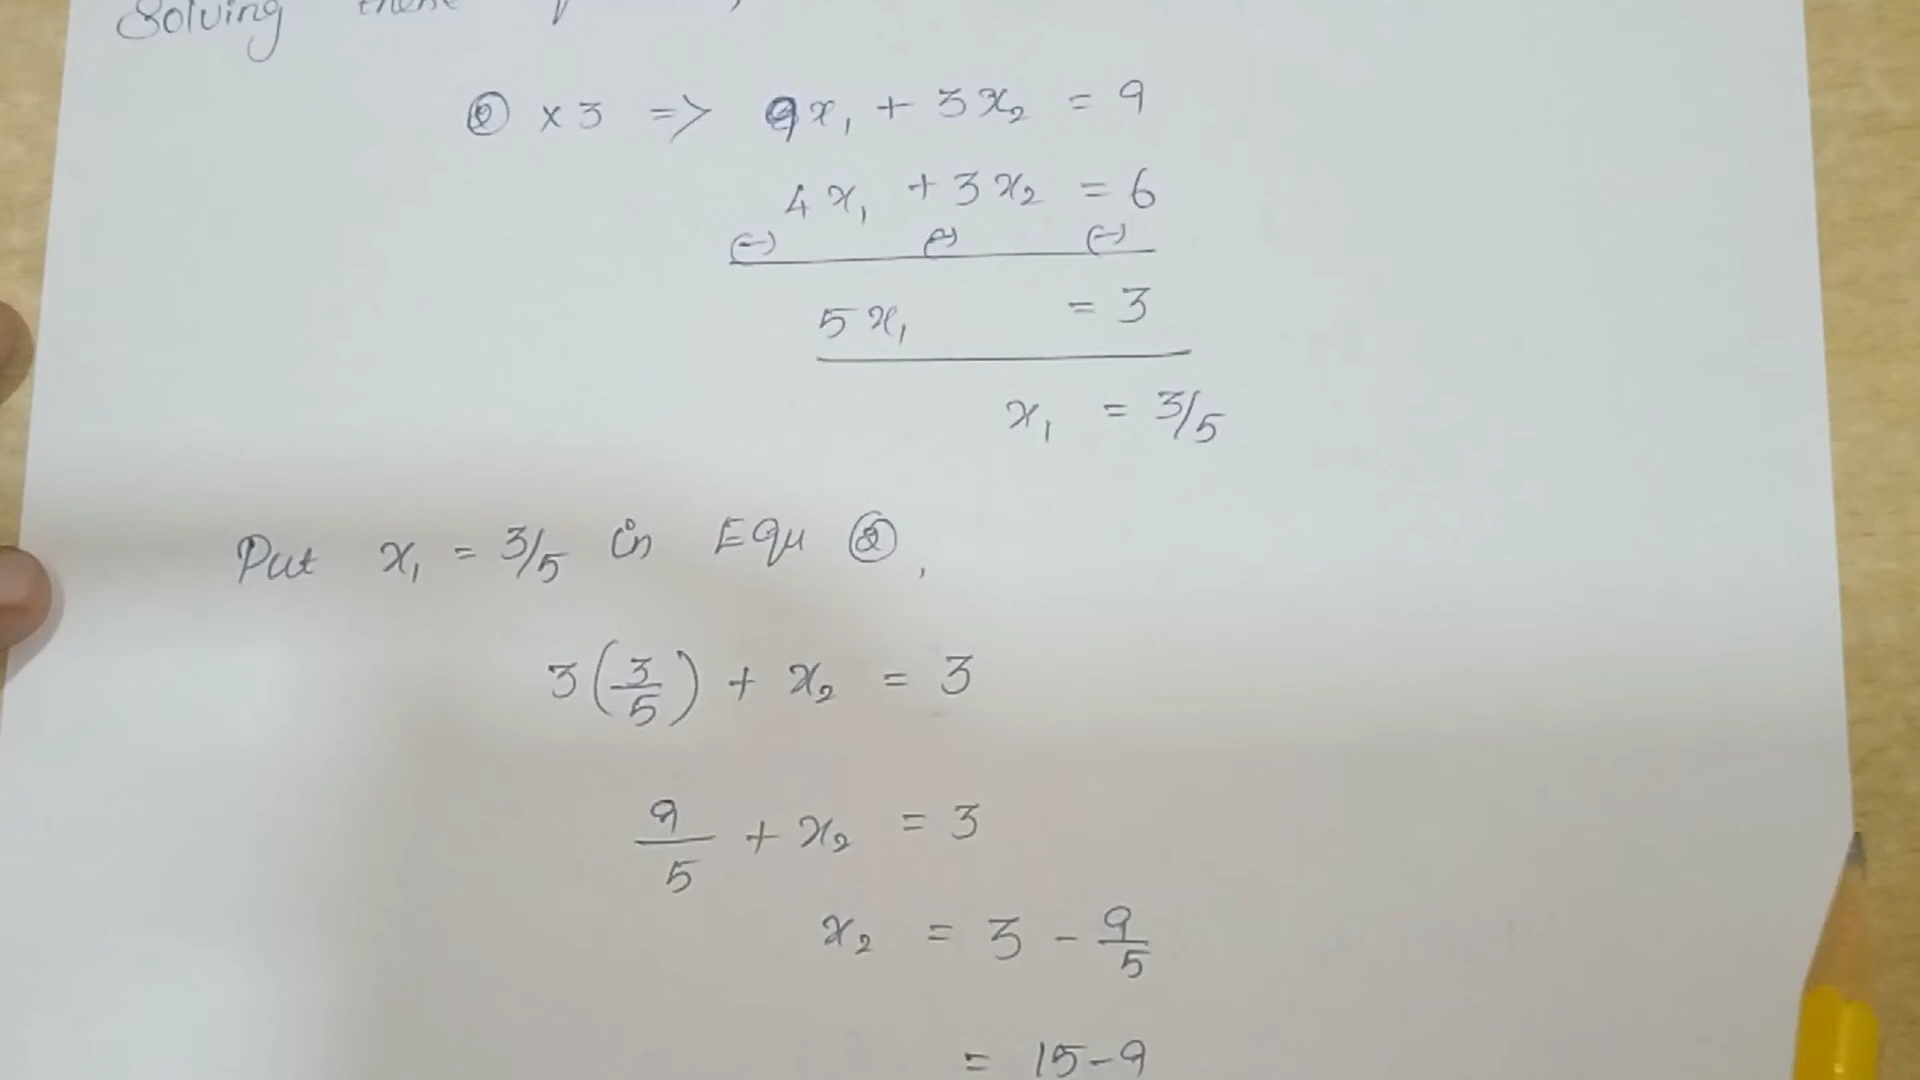 Solving these
② × 3 => 9x₁ + 3x₂ = 9
4x₁ + 3x₂ = 6
(-) (-) (-)
5x₁ = 3
x₁ = 3/5
Put x₁ = 3/5 in Equ ②,
3(3/5) + x₂ = 3
9/5 + x₂ = 3
x₂ = 3 - 9/5
= 15-9